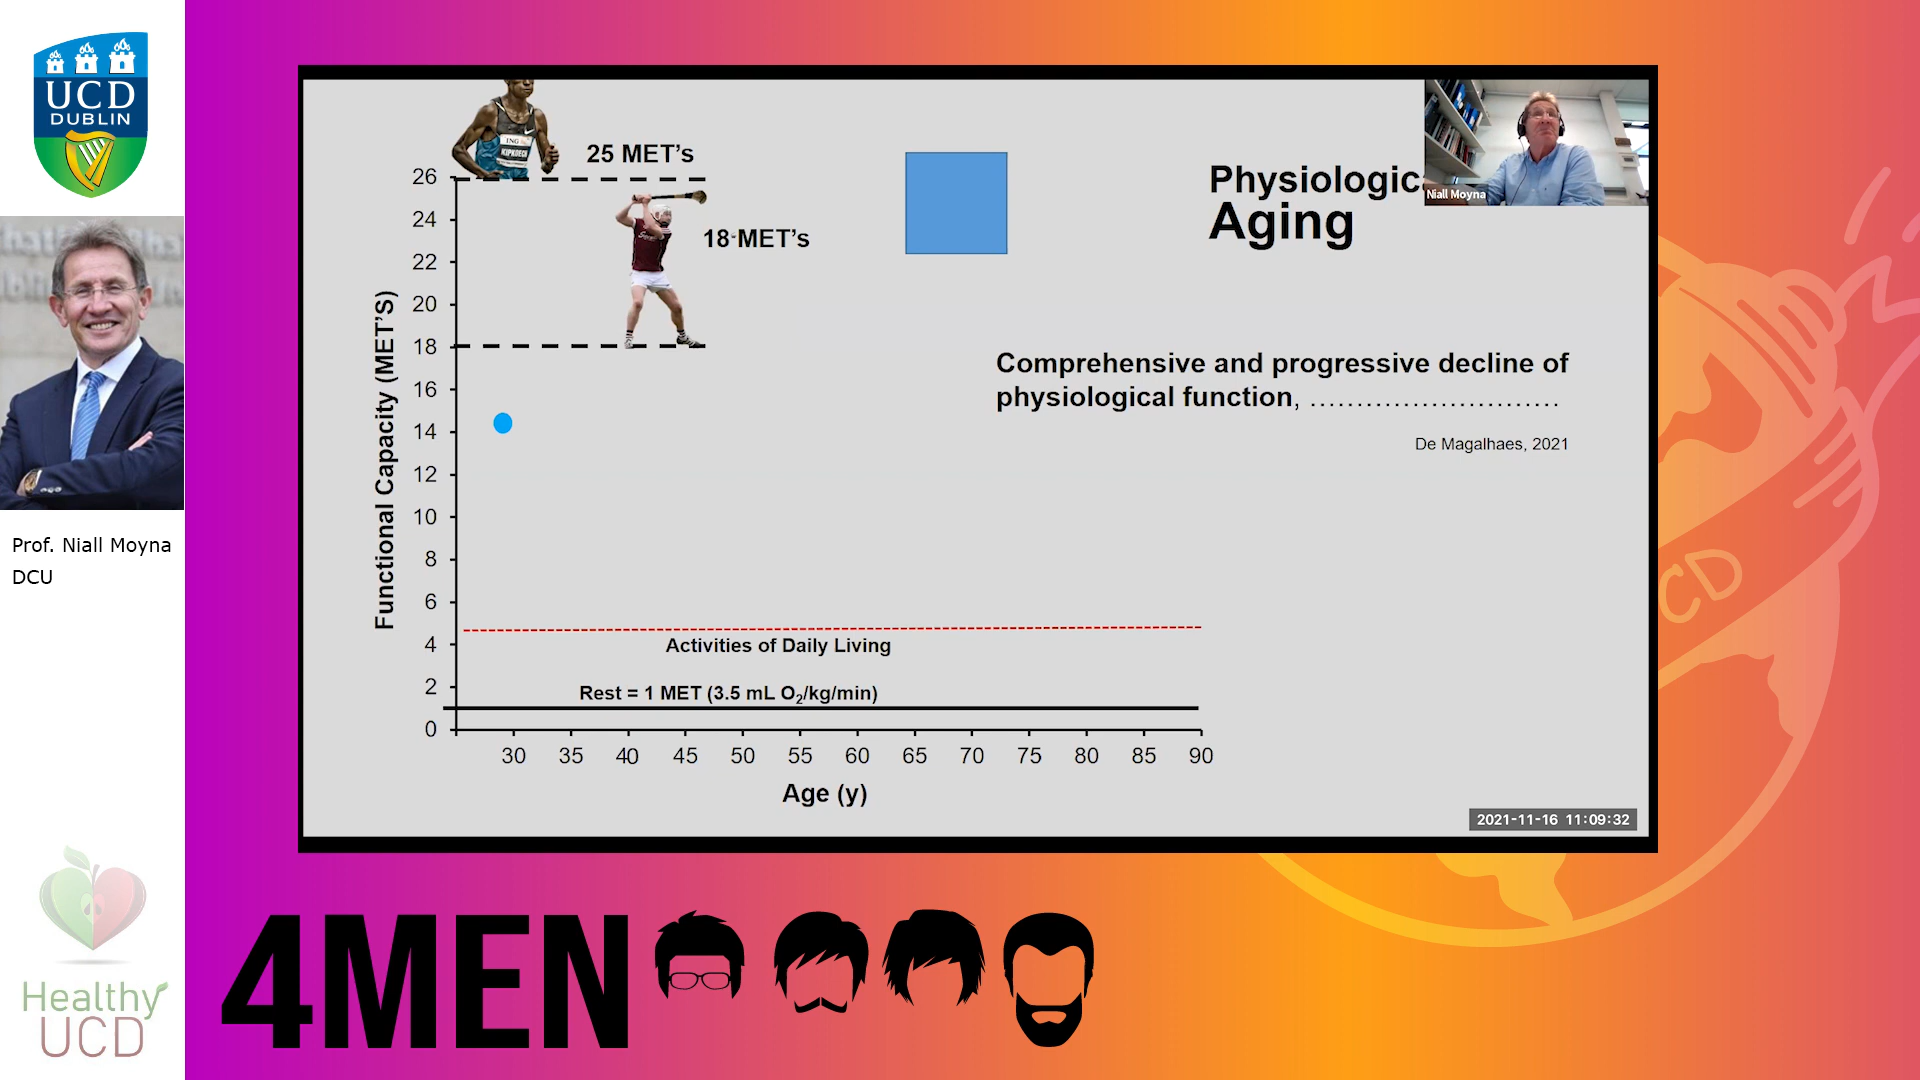 UCD
DUBLIN
Prof. Niall Moyna
DCU
Healthy
UCD
ING
KIPKOECH
25 MET’s
18 MET’s
Physiologic
Aging
Niall Moyna
Comprehensive and progressive decline of
physiological function, ...........................
De Magalhaes, 2021
Functional Capacity (MET’S)
26
24
22
20
18
16
14
12
10
8
6
4
2
0
Activities of Daily Living
Rest = 1 MET (3.5 mL O₂/kg/min)
30 35 40 45 50 55 60 65 70 75 80 85 90
Age (y)
2021-11-16 11:09:32
4MEN
UCD